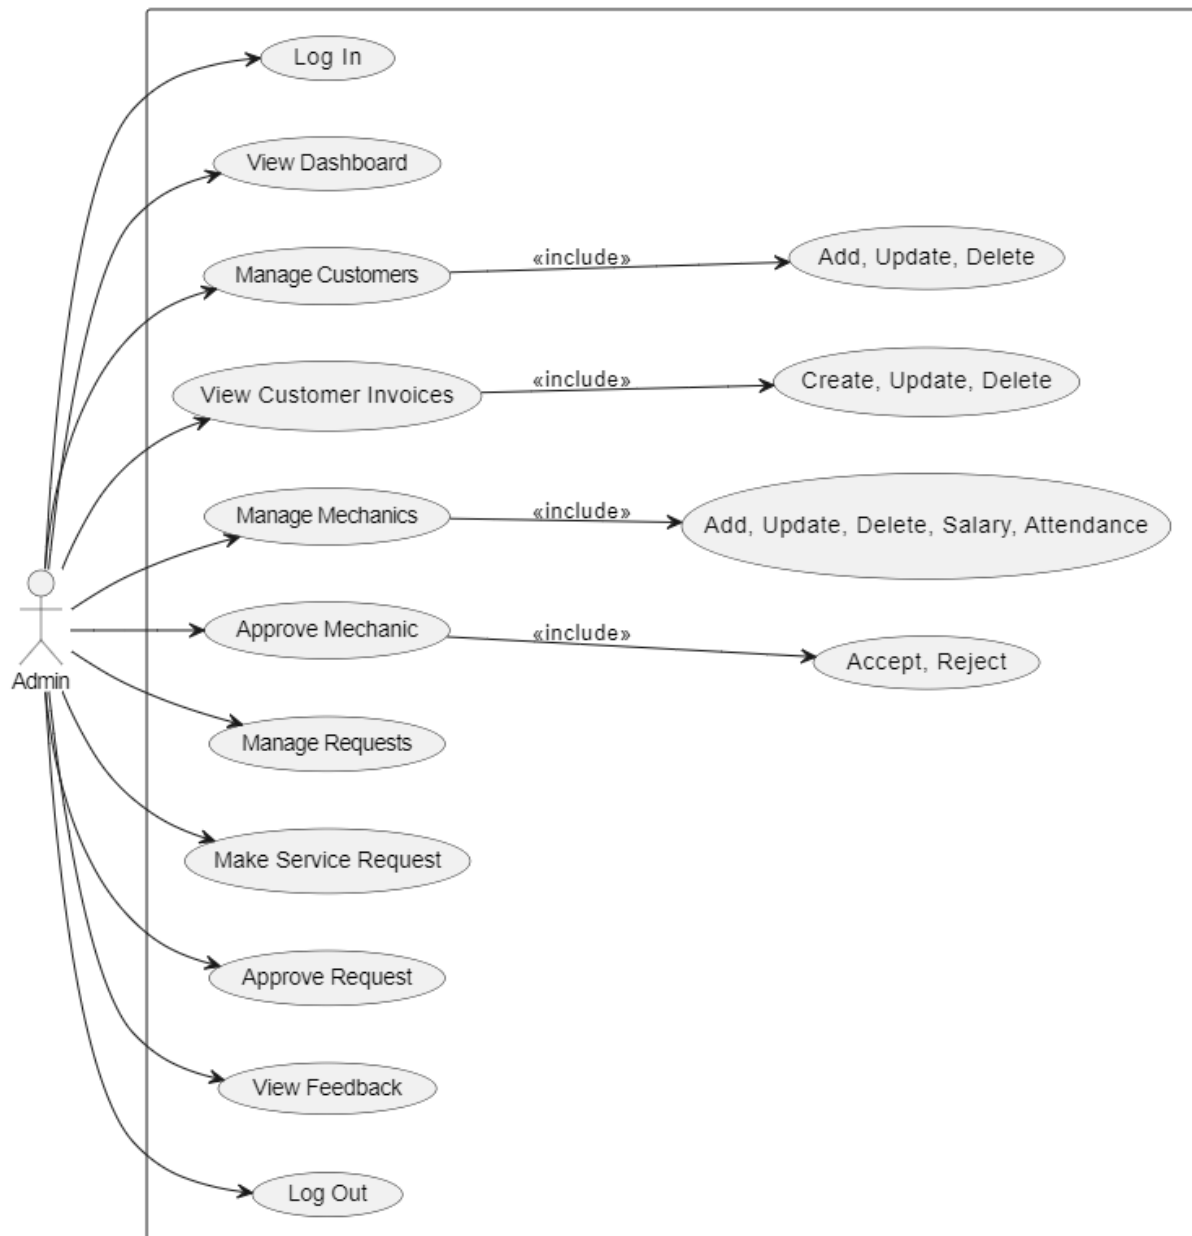 Log In
View Dashboard
Manage Customers
«include»
Add, Update, Delete
View Customer Invoices
«include»
Create, Update, Delete
Manage Mechanics
«include»
Add, Update, Delete, Salary, Attendance
Approve Mechanic
«include»
Accept, Reject
Admin
Manage Requests
Make Service Request
Approve Request
View Feedback
Log Out